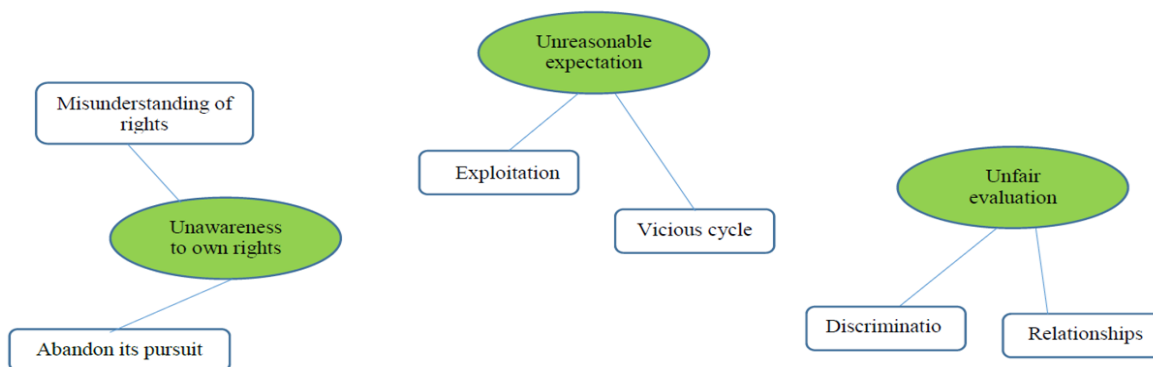 Misunderstanding of
rights
Unawareness
to own rights
Abandon its pursuit
Unreasonable
expectation
Exploitation
Vicious cycle
Unfair
evaluation
Discriminatio
Relationships